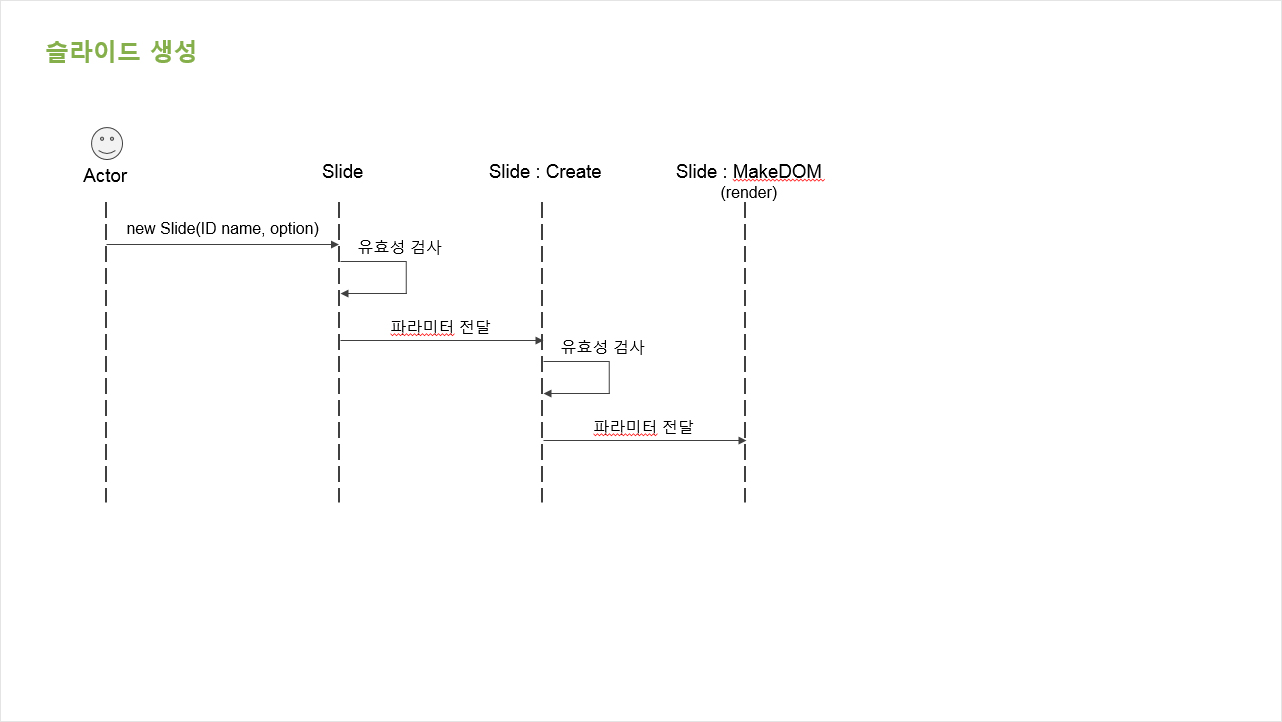 슬라이드 생성
Actor
Slide
Slide : Create
Slide : MakeDOM
(render)
new Slide(ID name, option)
유효성 검사
파라미터 전달
유효성 검사
파라미터 전달